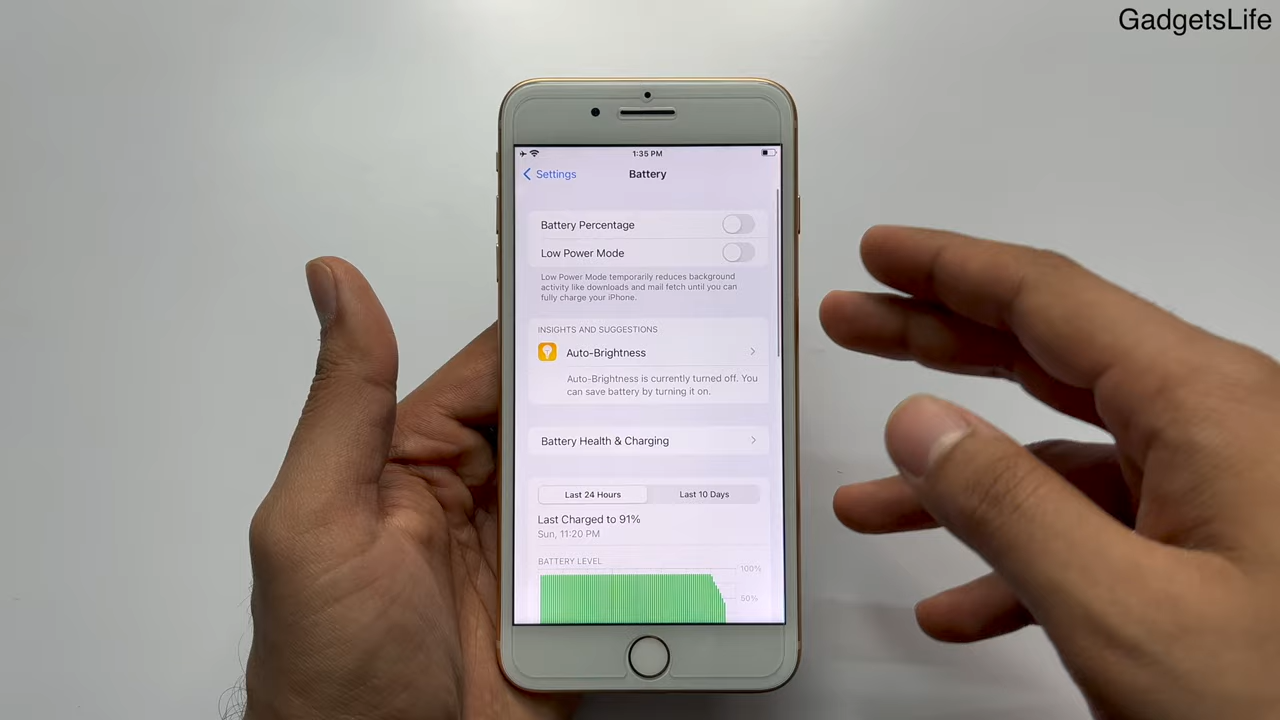 GadgetsLife
1:35 PM
Settings
Battery
Battery Percentage
Low Power Mode
Low Power Mode temporarily reduces background
activity like downloads and mail fetch until you can
fully charge your iPhone.
INSIGHTS AND SUGGESTIONS
Auto-Brightness
Auto-Brightness is currently turned off. You
can save battery by turning it on.
Battery Health & Charging
Last 24 Hours
Last 10 Days
Last Charged to 91%
Sun, 11:20 PM
BATTERY LEVEL
100%
50%